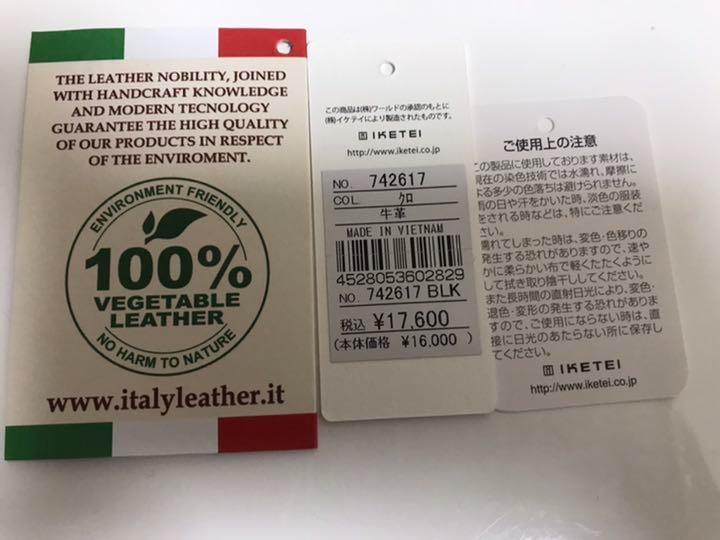 THE LEATHER NOBILITY, JOINED
WITH HANDCRAFT KNOWLEDGE
AND MODERN TECNOLOGY
GUARANTEE THE HIGH QUALITY
OF OUR PRODUCTS IN RESPECT
OF THE ENVIROMENT.
ENVIRONMENT FRIENDLY
100%
VEGETABLE
LEATHER
NO HARM TO NATURE
www.italyleather.it
この商品は(株)ワールドの承認のもとに
(株)イケテイにより製造されたものです。
IKETEI
http://www.iketei.co.jp
NO. 742617
COL. クロ
牛革
MADE IN VIETNAM
4528053602829
NO. 742617 BLK
税込 ¥17,600
(本体価格 ¥16,000)
ご使用上の注意
この製品に使用しております素材は、
現在の染色技術では水濡れ、摩擦に
よる多少の色落ちは避けられません。
雨の日や汗をかいた時、淡色の服装
をされる時などは、特にご注意くだ
さい。
濡れてしまった時は、変色・色移りの
発生する恐れがありますので、速や
かに柔らかい布で軽くたたくように
して拭き取り陰干ししてください。
また長時間の直射日光により、変色・
退色・変形の発生する恐れがありま
すので、ご使用にならない時は、直
接に日光のあたらない所に保存し
てください。
IKETEI
http://www.iketei.co.jp